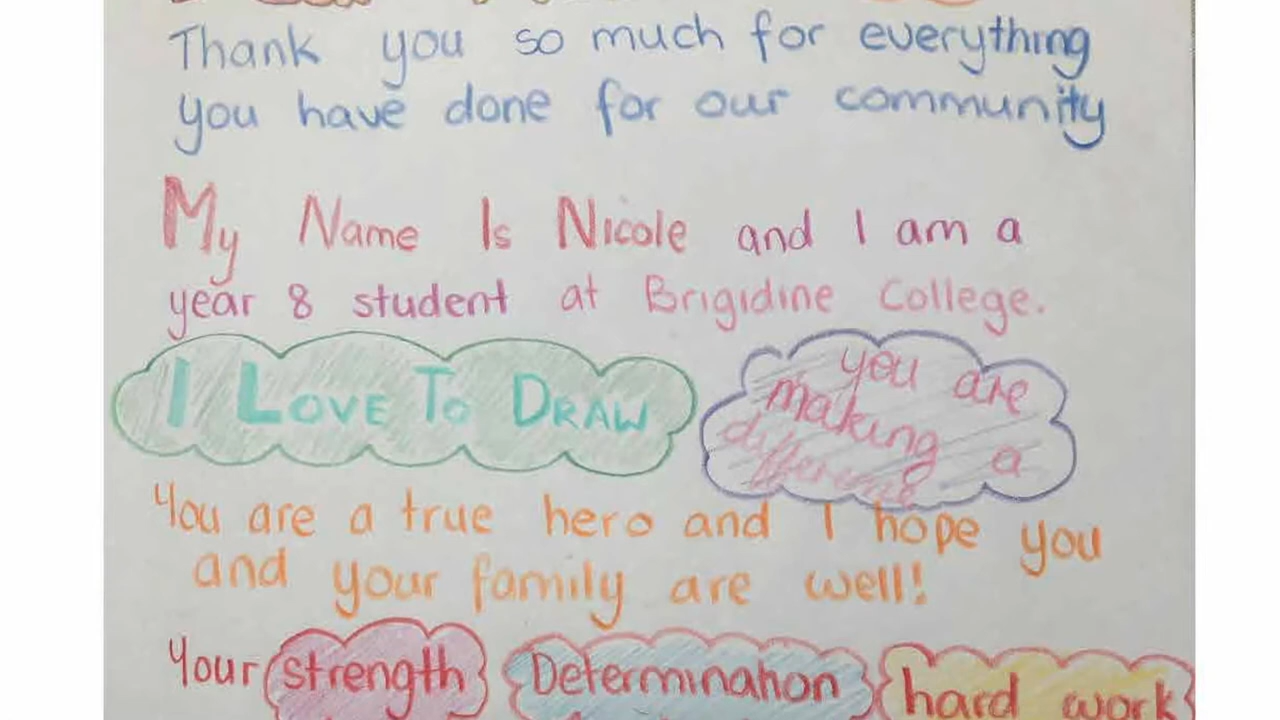 Thank you so much for everything
you have done for our community
My Name Is Nicole and I am a
year 8 student at Brigidine College.
I LOVE TO DRAW
you are
making a
difference
You are a true hero and I hope you
and your family are well!
Your strength Determination hard work